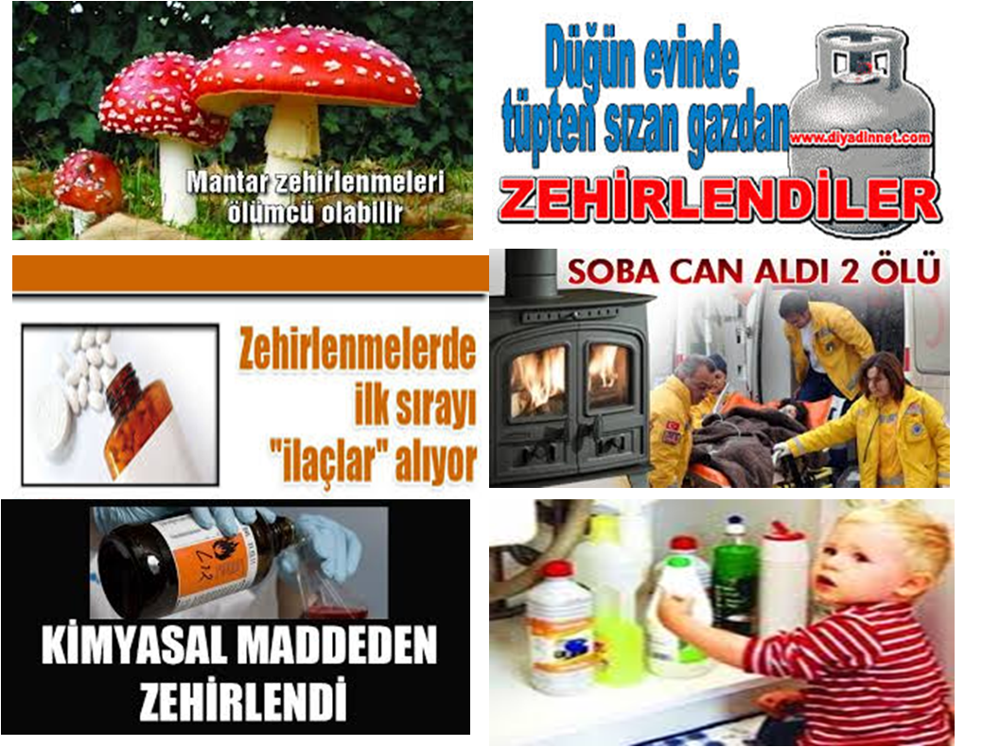 Mantar zehirlenmeleri
ölümcü olabilir
Düğün evinde
tüpten sızan gazdan
www.diyadinnet.com
ZEHİRLENDİLER
Zehirlenmelerde
ilk sırayı
"ilaçlar" alıyor
SOBA CAN ALDI 2 ÖLÜ
KİMYASAL MADDEDEN
ZEHİRLENDİ